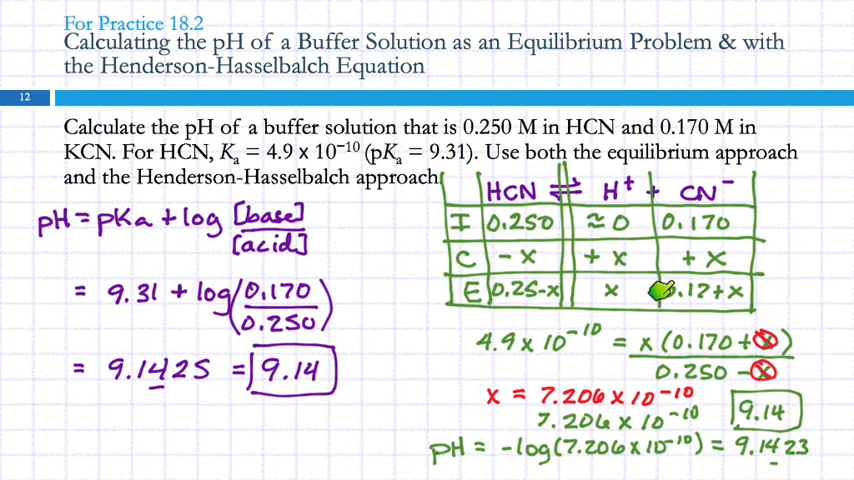 For Practice 18.2
Calculating the pH of a Buffer Solution as an Equilibrium Problem & with
the Henderson-Hasselbalch Equation
12
Calculate the pH of a buffer solution that is 0.250 M in HCN and 0.170 M in
KCN. For HCN, Ka = 4.9 x 10⁻¹⁰ (pKa = 9.31). Use both the equilibrium approach
and the Henderson-Hasselbalch approach.
pH = pKa + log [base]/[acid]
= 9.31 + log(0.170/0.250)
= 9.1425 = 9.14
HCN ⇌ H⁺ + CN⁻
I 0.250 ≈ 0 0.170
C - x + x + x
E 0.25-x x 0.17+x
4.9 x 10⁻¹⁰ = x(0.170 + x)/0.250 - x
x = 7.206 x 10⁻¹⁰
7.206 x 10⁻¹⁰
9.14
pH = -log(7.206 x 10⁻¹⁰) = 9.1423